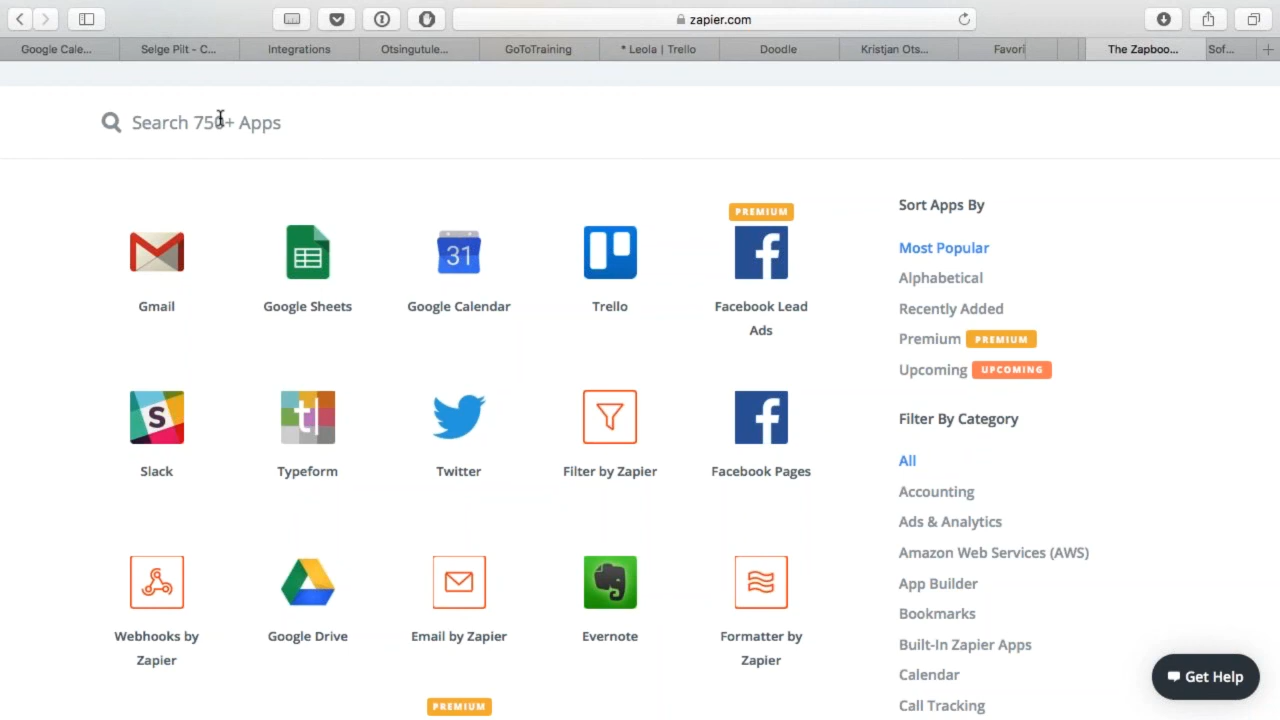 zapier.com
Google Cale...
Selge Pilt - C...
Integrations
Otsingutule...
GoToTraining
* Leola | Trello
Doodle
Kristjan Ots...
Favori
The Zapboo...
Sof...
Search 750+ Apps
PREMIUM
31
Gmail
Google Sheets
Google Calendar
Trello
Facebook Lead
Ads
S
t|
Slack
Typeform
Twitter
Filter by Zapier
Facebook Pages
Webhooks by
Zapier
Google Drive
Email by Zapier
Evernote
Formatter by
Zapier
PREMIUM
Sort Apps By
Most Popular
Alphabetical
Recently Added
Premium PREMIUM
Upcoming UPCOMING
Filter By Category
All
Accounting
Ads & Analytics
Amazon Web Services (AWS)
App Builder
Bookmarks
Built-In Zapier Apps
Calendar
Call Tracking
Get Help